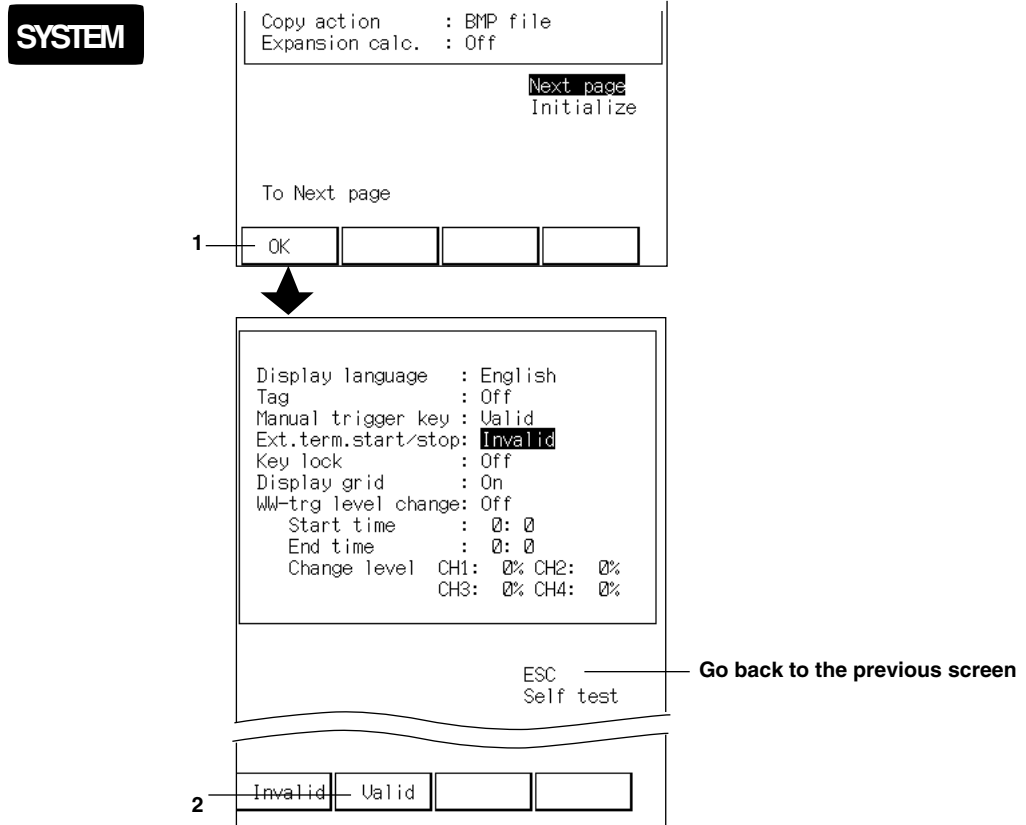 SYSTEM
Copy action : BMP file
Expansion calc. : Off
Next page
Initialize
To Next page
1
OK
Display language : English
Tag : Off
Manual trigger key : Valid
Ext.term.start/stop: Invalid
Key lock : Off
Display grid : On
WW-trg level change: Off
Start time : 0: 0
End time : 0: 0
Change level CH1: 0% CH2: 0%
CH3: 0% CH4: 0%
ESC
Go back to the previous screen
Self test
2
Invalid Valid